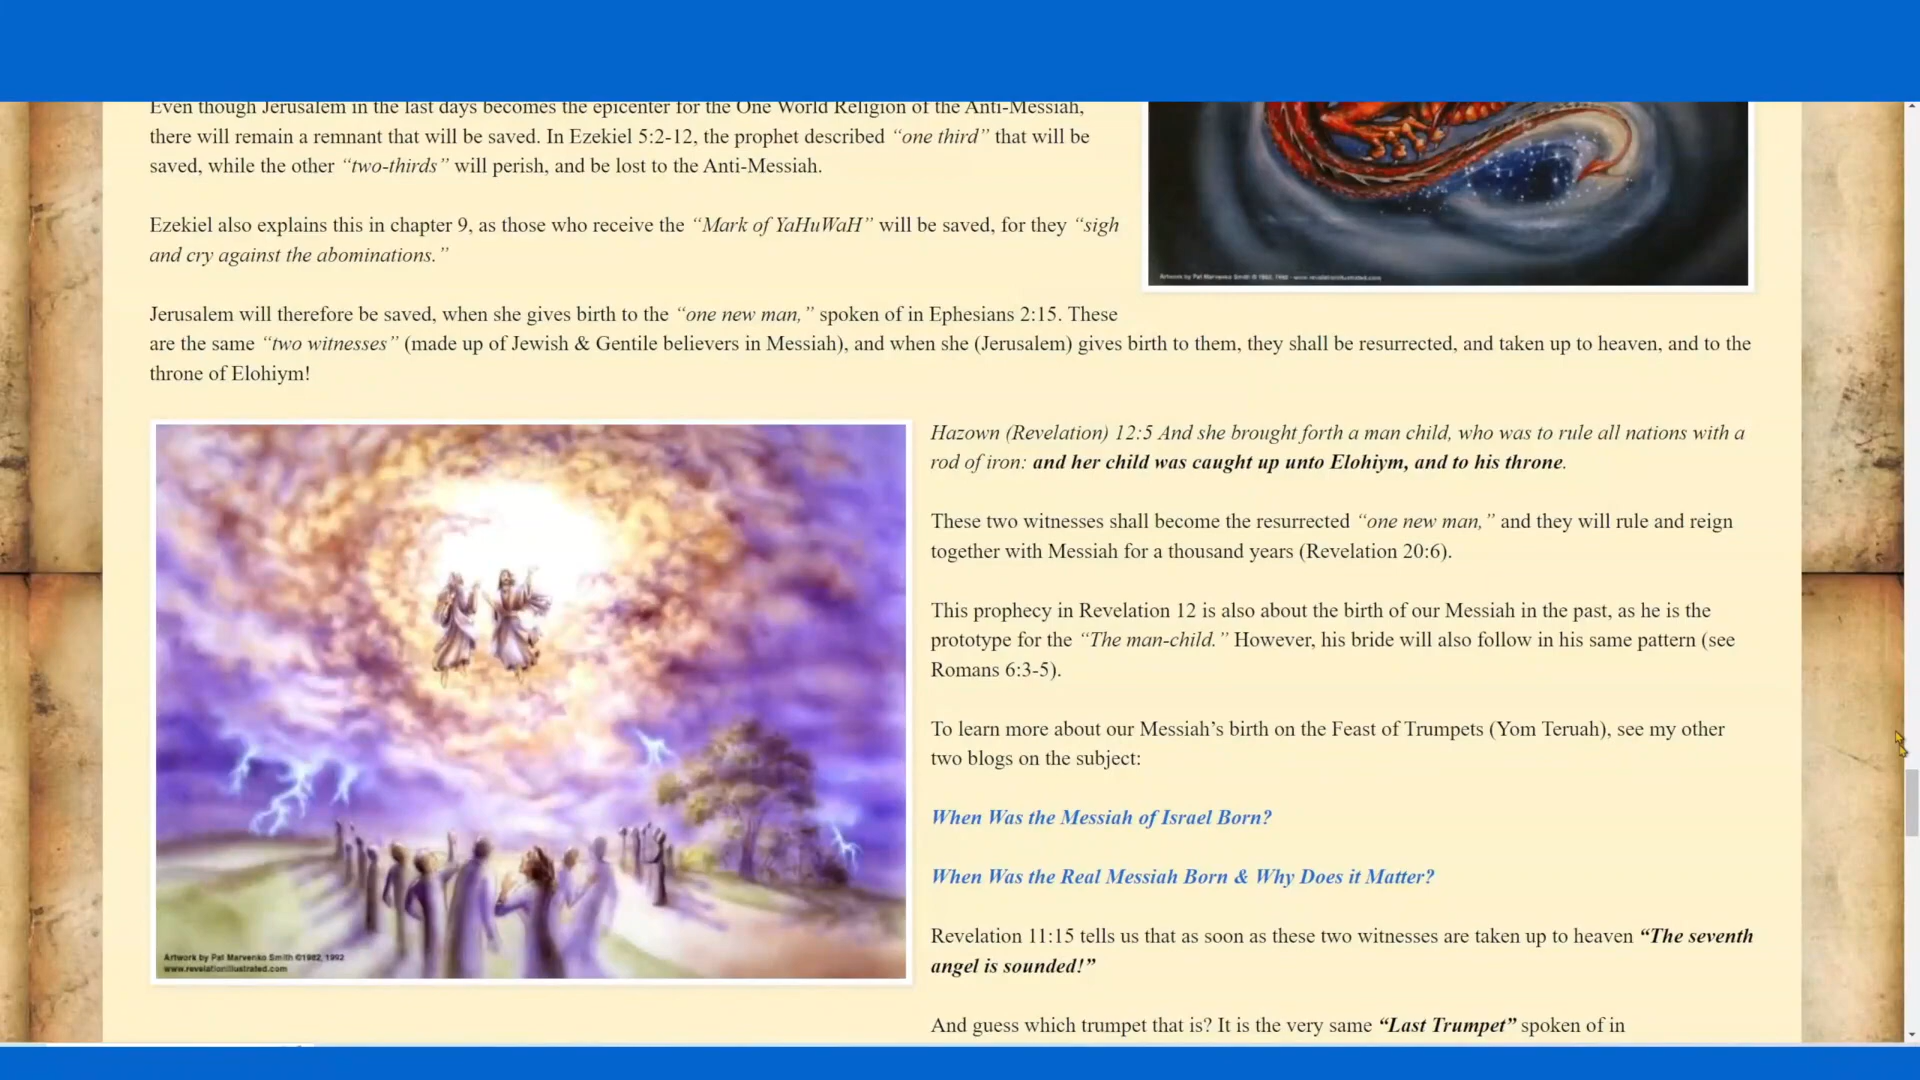 Even though Jerusalem in the last days becomes the epicenter for the One World Religion of the Anti-Messiah,
there will remain a remnant that will be saved. In Ezekiel 5:2-12, the prophet described “one third” that will be
saved, while the other “two-thirds” will perish, and be lost to the Anti-Messiah.
Ezekiel also explains this in chapter 9, as those who receive the “Mark of YaHuWaH” will be saved, for they “sigh
and cry against the abominations.”
Artwork by Pat Marvenko Smith ©1982, 1992 - www.revelationillustrated.com
Jerusalem will therefore be saved, when she gives birth to the “one new man,” spoken of in Ephesians 2:15. These
are the same “two witnesses” (made up of Jewish & Gentile believers in Messiah), and when she (Jerusalem) gives birth to them, they shall be resurrected, and taken up to heaven, and to the
throne of Elohiym!
Hazown (Revelation) 12:5 And she brought forth a man child, who was to rule all nations with a
rod of iron: and her child was caught up unto Elohiym, and to his throne.
These two witnesses shall become the resurrected “one new man,” and they will rule and reign
together with Messiah for a thousand years (Revelation 20:6).
This prophecy in Revelation 12 is also about the birth of our Messiah in the past, as he is the
prototype for the “The man-child.” However, his bride will also follow in his same pattern (see
Romans 6:3-5).
To learn more about our Messiah’s birth on the Feast of Trumpets (Yom Teruah), see my other
two blogs on the subject:
When Was the Messiah of Israel Born?
When Was the Real Messiah Born & Why Does it Matter?
Revelation 11:15 tells us that as soon as these two witnesses are taken up to heaven “The seventh
angel is sounded!”
And guess which trumpet that is? It is the very same “Last Trumpet” spoken of in
Artwork by Pat Marvenko Smith ©1982, 1992
www.revelationillustrated.com